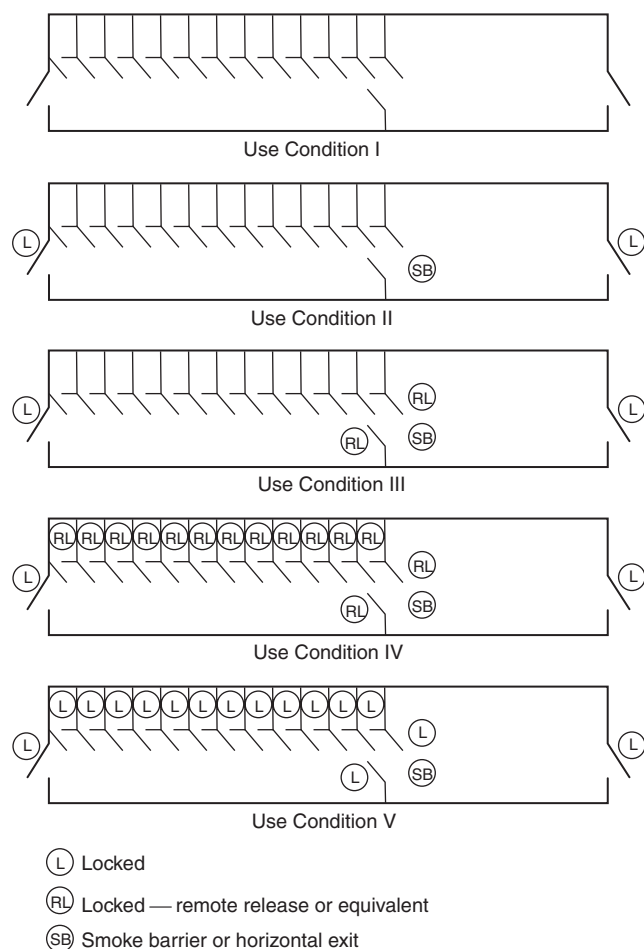 Use Condition I
L
L
SB
Use Condition II
L
RL
L
RL
SB
Use Condition III
RL RL RL RL RL RL RL RL RL RL RL RL
L
RL
L
RL
SB
Use Condition IV
L L L L L L L L L L L L
L
L
L
L
SB
Use Condition V
L Locked
RL Locked — remote release or equivalent
SB Smoke barrier or horizontal exit